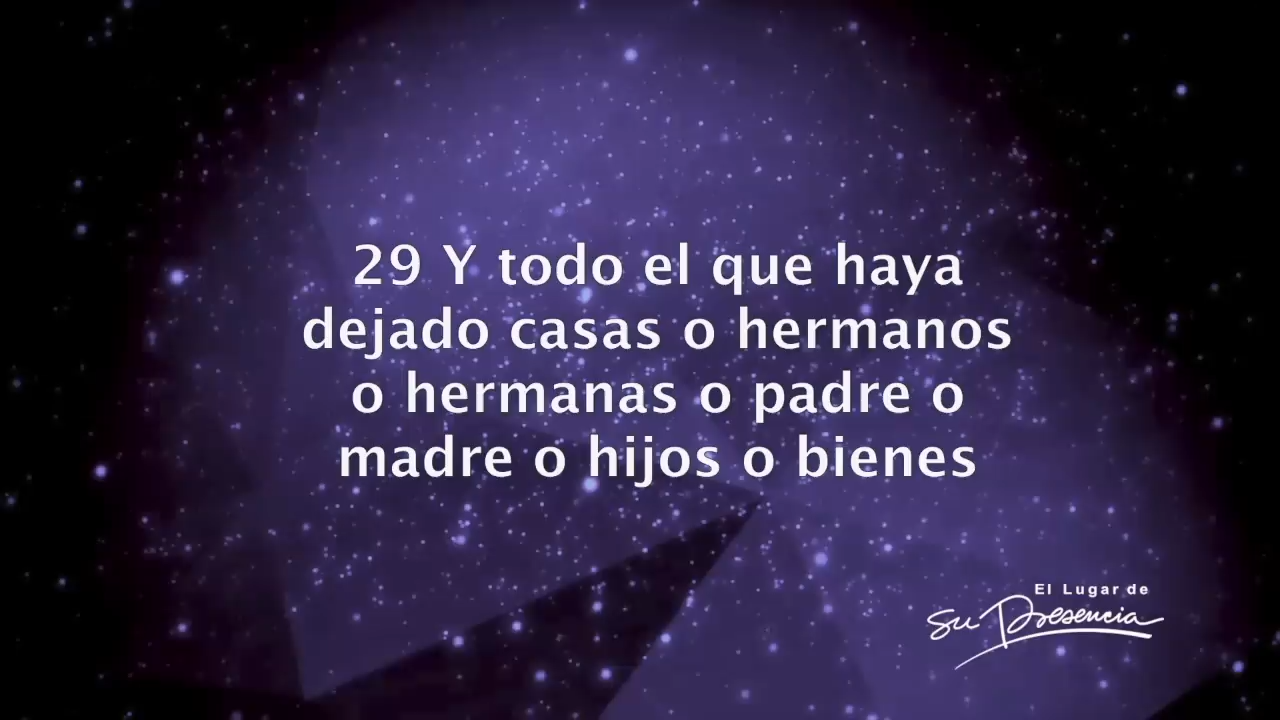 29 Y todo el que haya
dejado casas o hermanos
o hermanas o padre o
madre o hijos o bienes
El Lugar de
Su Presencia